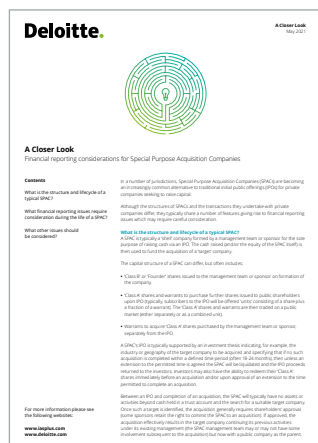 Deloitte.
A Closer Look
May 2021
A Closer Look
Financial reporting considerations for Special Purpose Acquisition Companies
Contents
What is the structure and lifecycle of a
typical SPAC?
What financial reporting issues require
consideration during the life of a SPAC?
What other issues should
be considered?
For more information please see
the following websites:
www.iasplus.com
www.deloitte.com
In a number of jurisdictions, Special Purpose Acquisition Companies (SPACs) are becoming
an increasingly common alternative to traditional initial public offerings (IPOs) for private
companies seeking to raise capital.
Although the structures of SPACs and the transactions they undertake with private
companies differ, they typically share a number of features giving rise to financial reporting
issues which may require careful consideration.
What is the structure and lifecycle of a typical SPAC?
A SPAC is typically a 'shell' company formed by a management team or sponsor for the sole
purpose of raising cash via an IPO. The cash raised (and/or the equity of the SPAC itself) is
then used to fund the acquisition of a target company.
The capital structure of a SPAC can differ, but often includes:
• 'Class B' or 'Founder' shares issued to the management team or sponsor on formation of
the company.
• 'Class A' shares and warrants to purchase further shares issued to public shareholders
upon IPO (typically, subscribers to the IPO will be offered 'units' consisting of a share plus
a fraction of a warrant). The 'Class A' shares and warrants are then traded on a public
market (either separately or as a combined unit).
• Warrants to acquire 'Class A' shares purchased by the management team or sponsor,
separately from the IPO.
A SPAC's IPO is typically supported by an investment thesis indicating, for example, the
industry or geography of the target company to be acquired, and specifying that if no such
acquisition is completed within a defined time period (often 18-24 months), then unless an
extension to the permitted time is agreed the SPAC will be liquidated and the IPO proceeds
returned to the investors. Investors may also have the ability to redeem their 'Class A'
shares immediately before an acquisition and/or upon approval of an extension to the time
permitted to complete an acquisition.
Between an IPO and completion of an acquisition, the SPAC will typically have no assets or
activities beyond cash held in a trust account and the search for a suitable target company.
Once such a target is identified, the acquisition generally requires shareholders' approval
(some sponsors retain the right to commit the SPAC to an acquisition). If approved, the
acquisition effectively results in the target company continuing its previous activities
under its existing management (the SPAC management team may or may not have some
involvement subsequent to the acquisition) but now with a public company as the parent